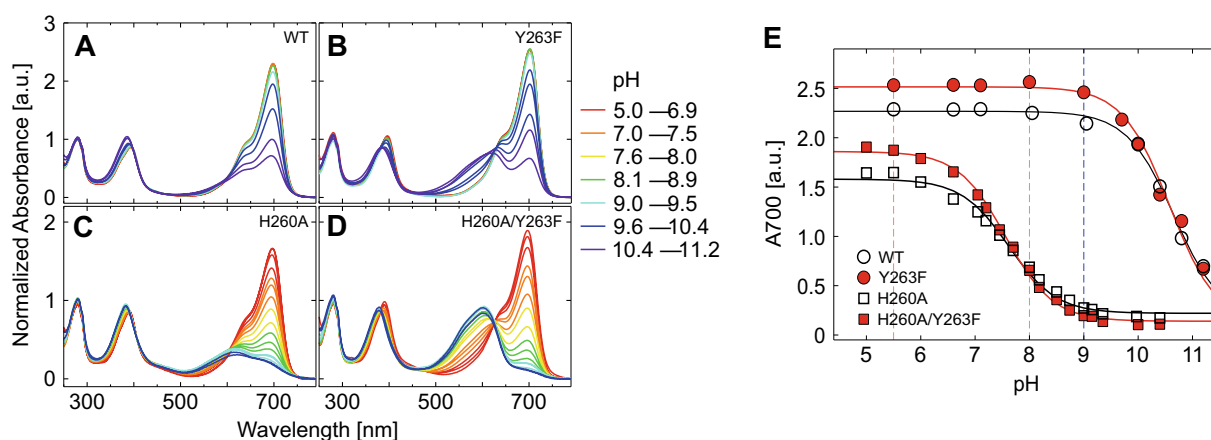 A WT
B Y263F
C H260A
D H260A/Y263F
Normalized Absorbance [a.u.]
3
2
1
0
2
1
0
300 500 700 300 500 700
Wavelength [nm]
pH
5.0—6.9
7.0—7.5
7.6—8.0
8.1—8.9
9.0—9.5
9.6—10.4
10.4—11.2
E
A700 [a.u.]
2.5
2.0
1.5
1.0
0.5
0
WT
Y263F
H260A
H260A/Y263F
5 6 7 8 9 10 11
pH